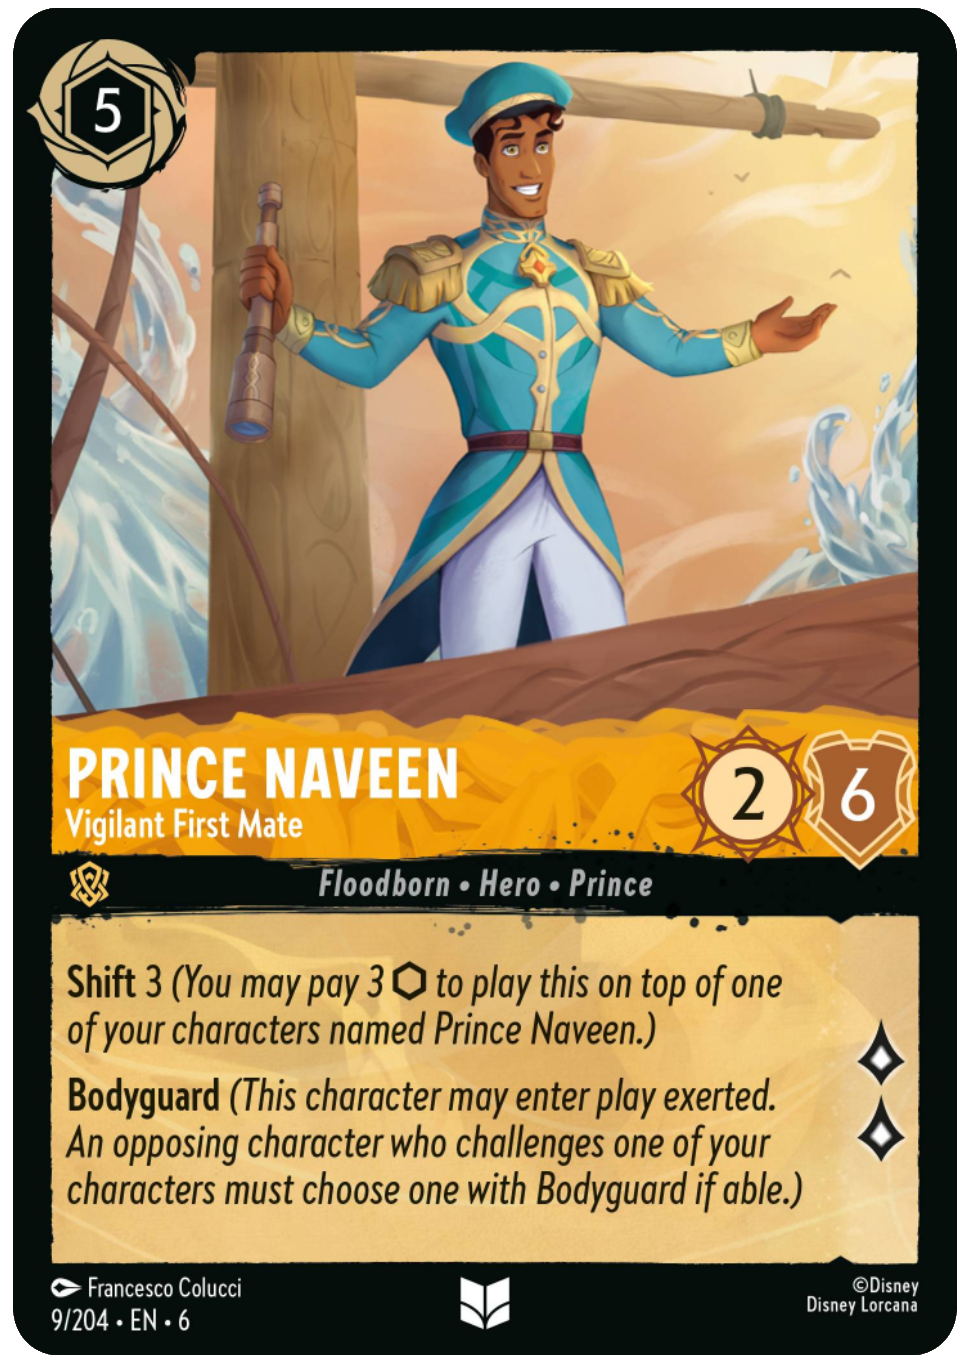 5
PRINCE NAVEEN
Vigilant First Mate
2
6
Floodborn • Hero • Prince
Shift 3 (You may pay 3 ⬡ to play this on top of one
of your characters named Prince Naveen.)
Bodyguard (This character may enter play exerted.
An opposing character who challenges one of your
characters must choose one with Bodyguard if able.)
Francesco Colucci
9/204 • EN • 6
©Disney
Disney Lorcana